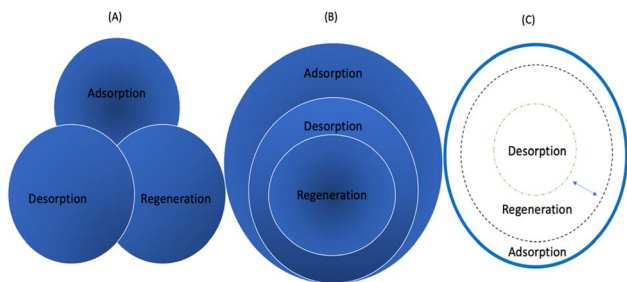 (A)
Adsorption
Desorption
Regeneration
(B)
Adsorption
Desorption
Regeneration
(C)
Desorption
Regeneration
Adsorption